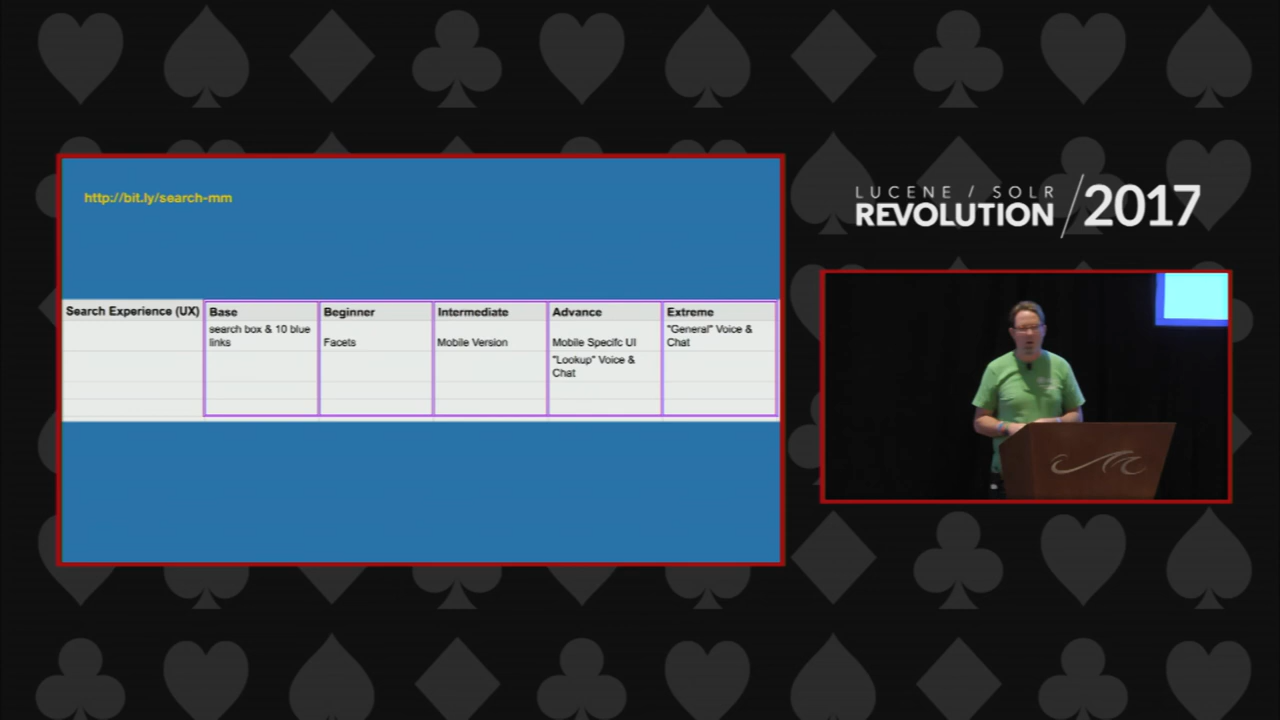 http://bit.ly/search-mm
LUCENE / SOLR
REVOLUTION / 2017
Search Experience (UX) Base Beginner Intermediate Advance Extreme
search box & 10 blue links Facets Mobile Version Mobile Specifc UI "General" Voice & Chat
"Lookup" Voice & Chat